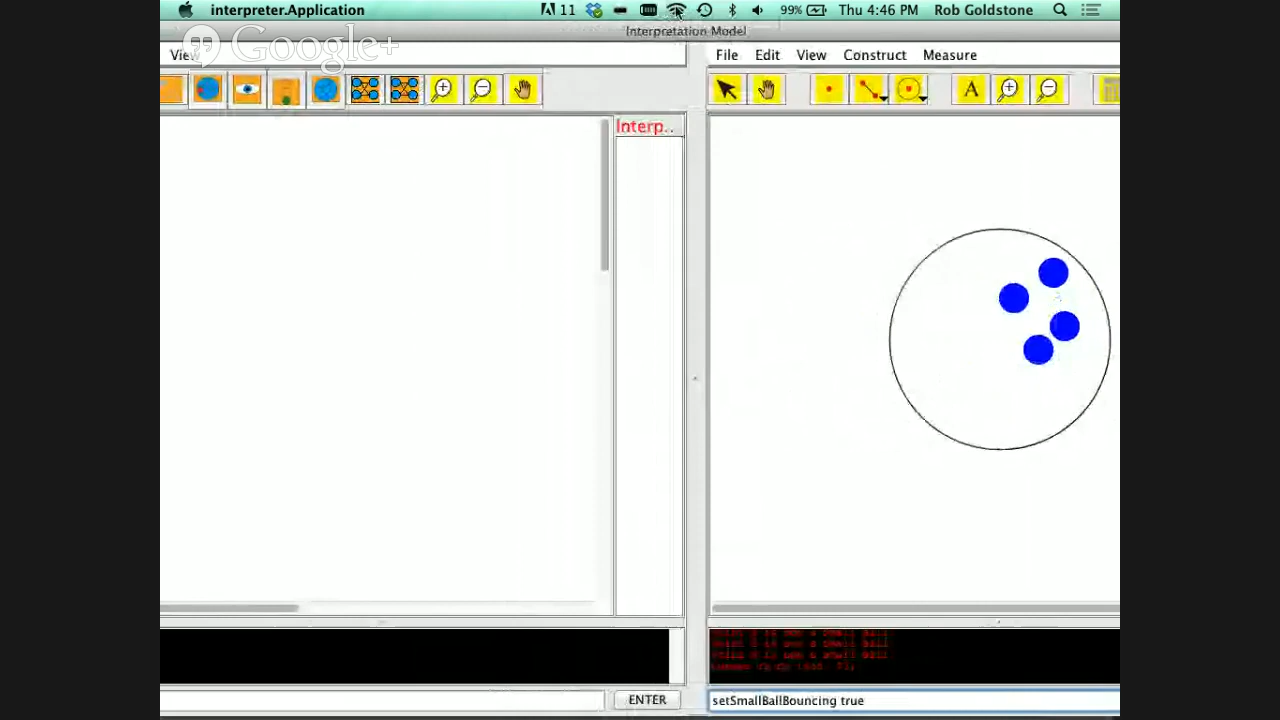 interpreter.Application
11
99%
Thu 4:46 PM
Rob Goldstone
Google+
Interpretation Model
View
File Edit View Construct Measure
A
Interp..
ENTER
setSmallBallBouncing true